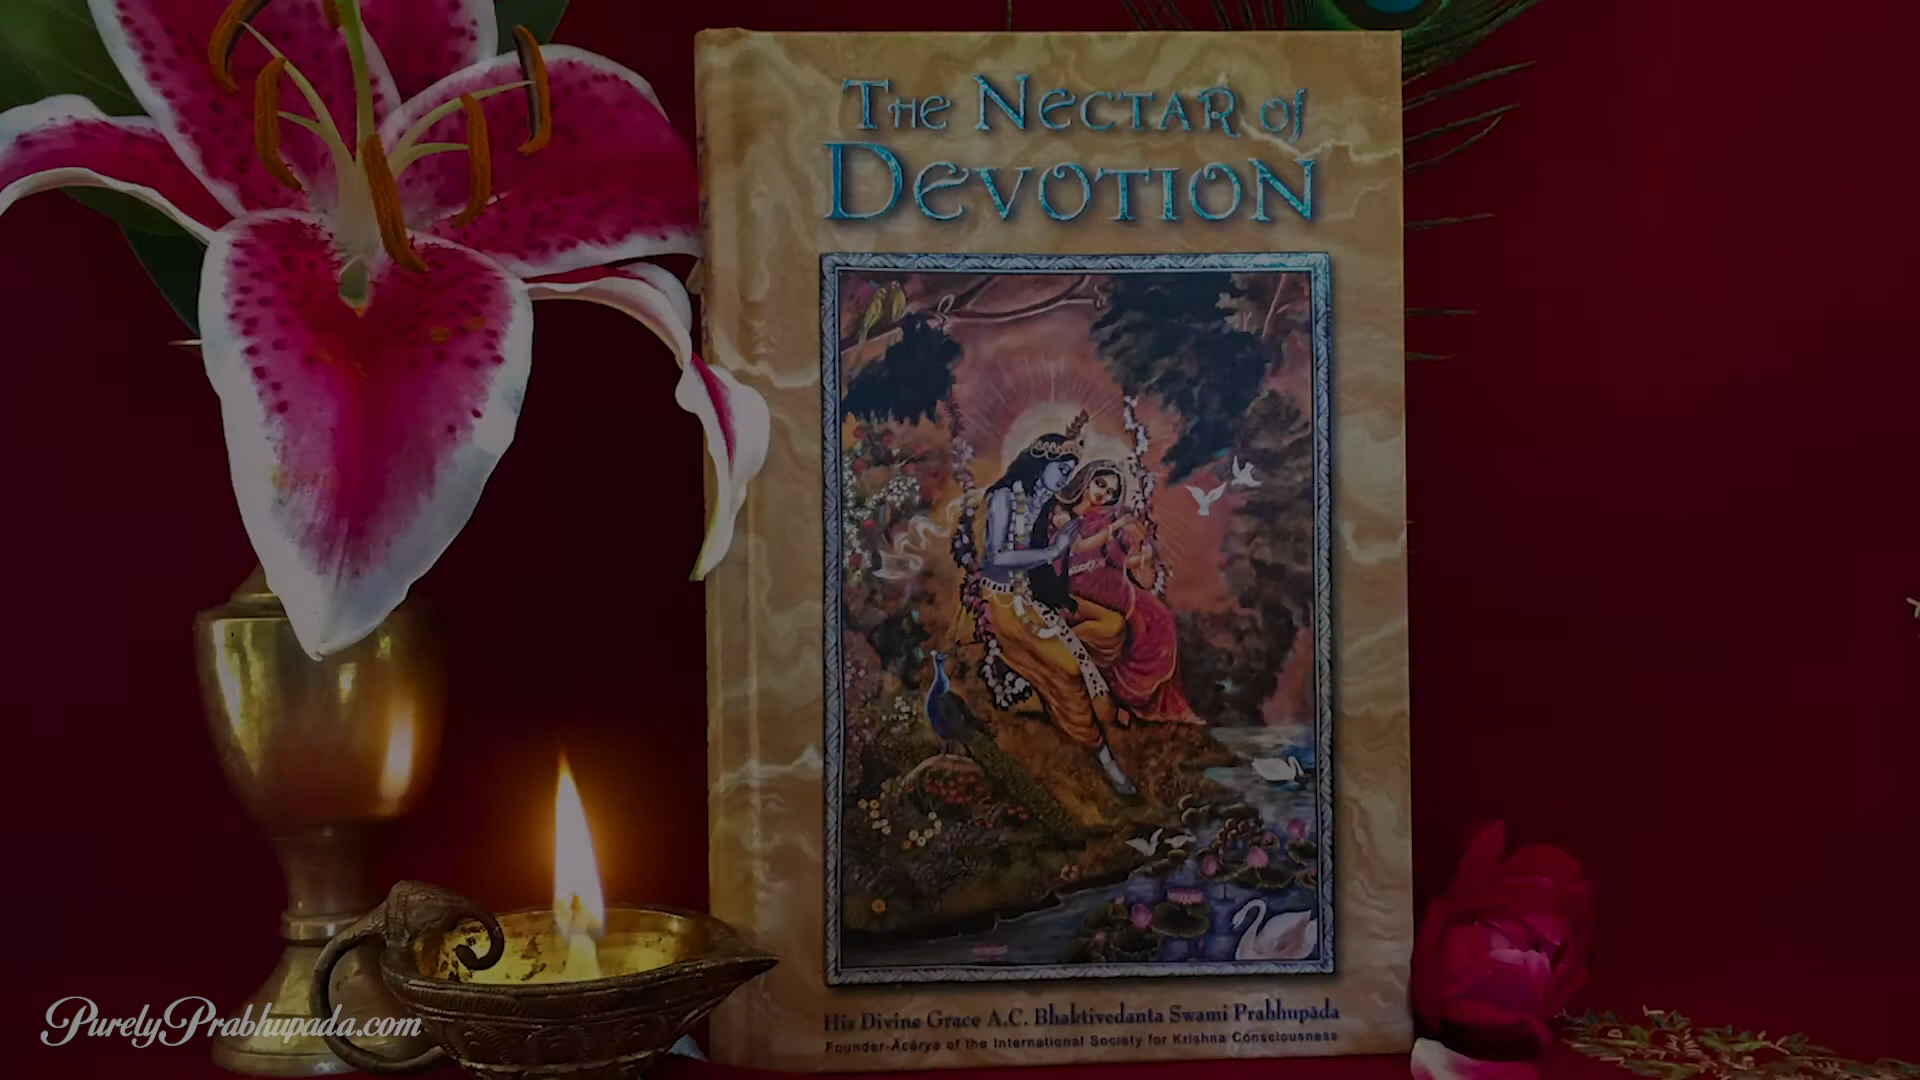 The Nectar of
Devotion
His Divine Grace A.C. Bhaktivedanta Swami Prabhupāda
Founder-Ācārya of the International Society for Krishna Consciousness
PurelyPrabhupada.com